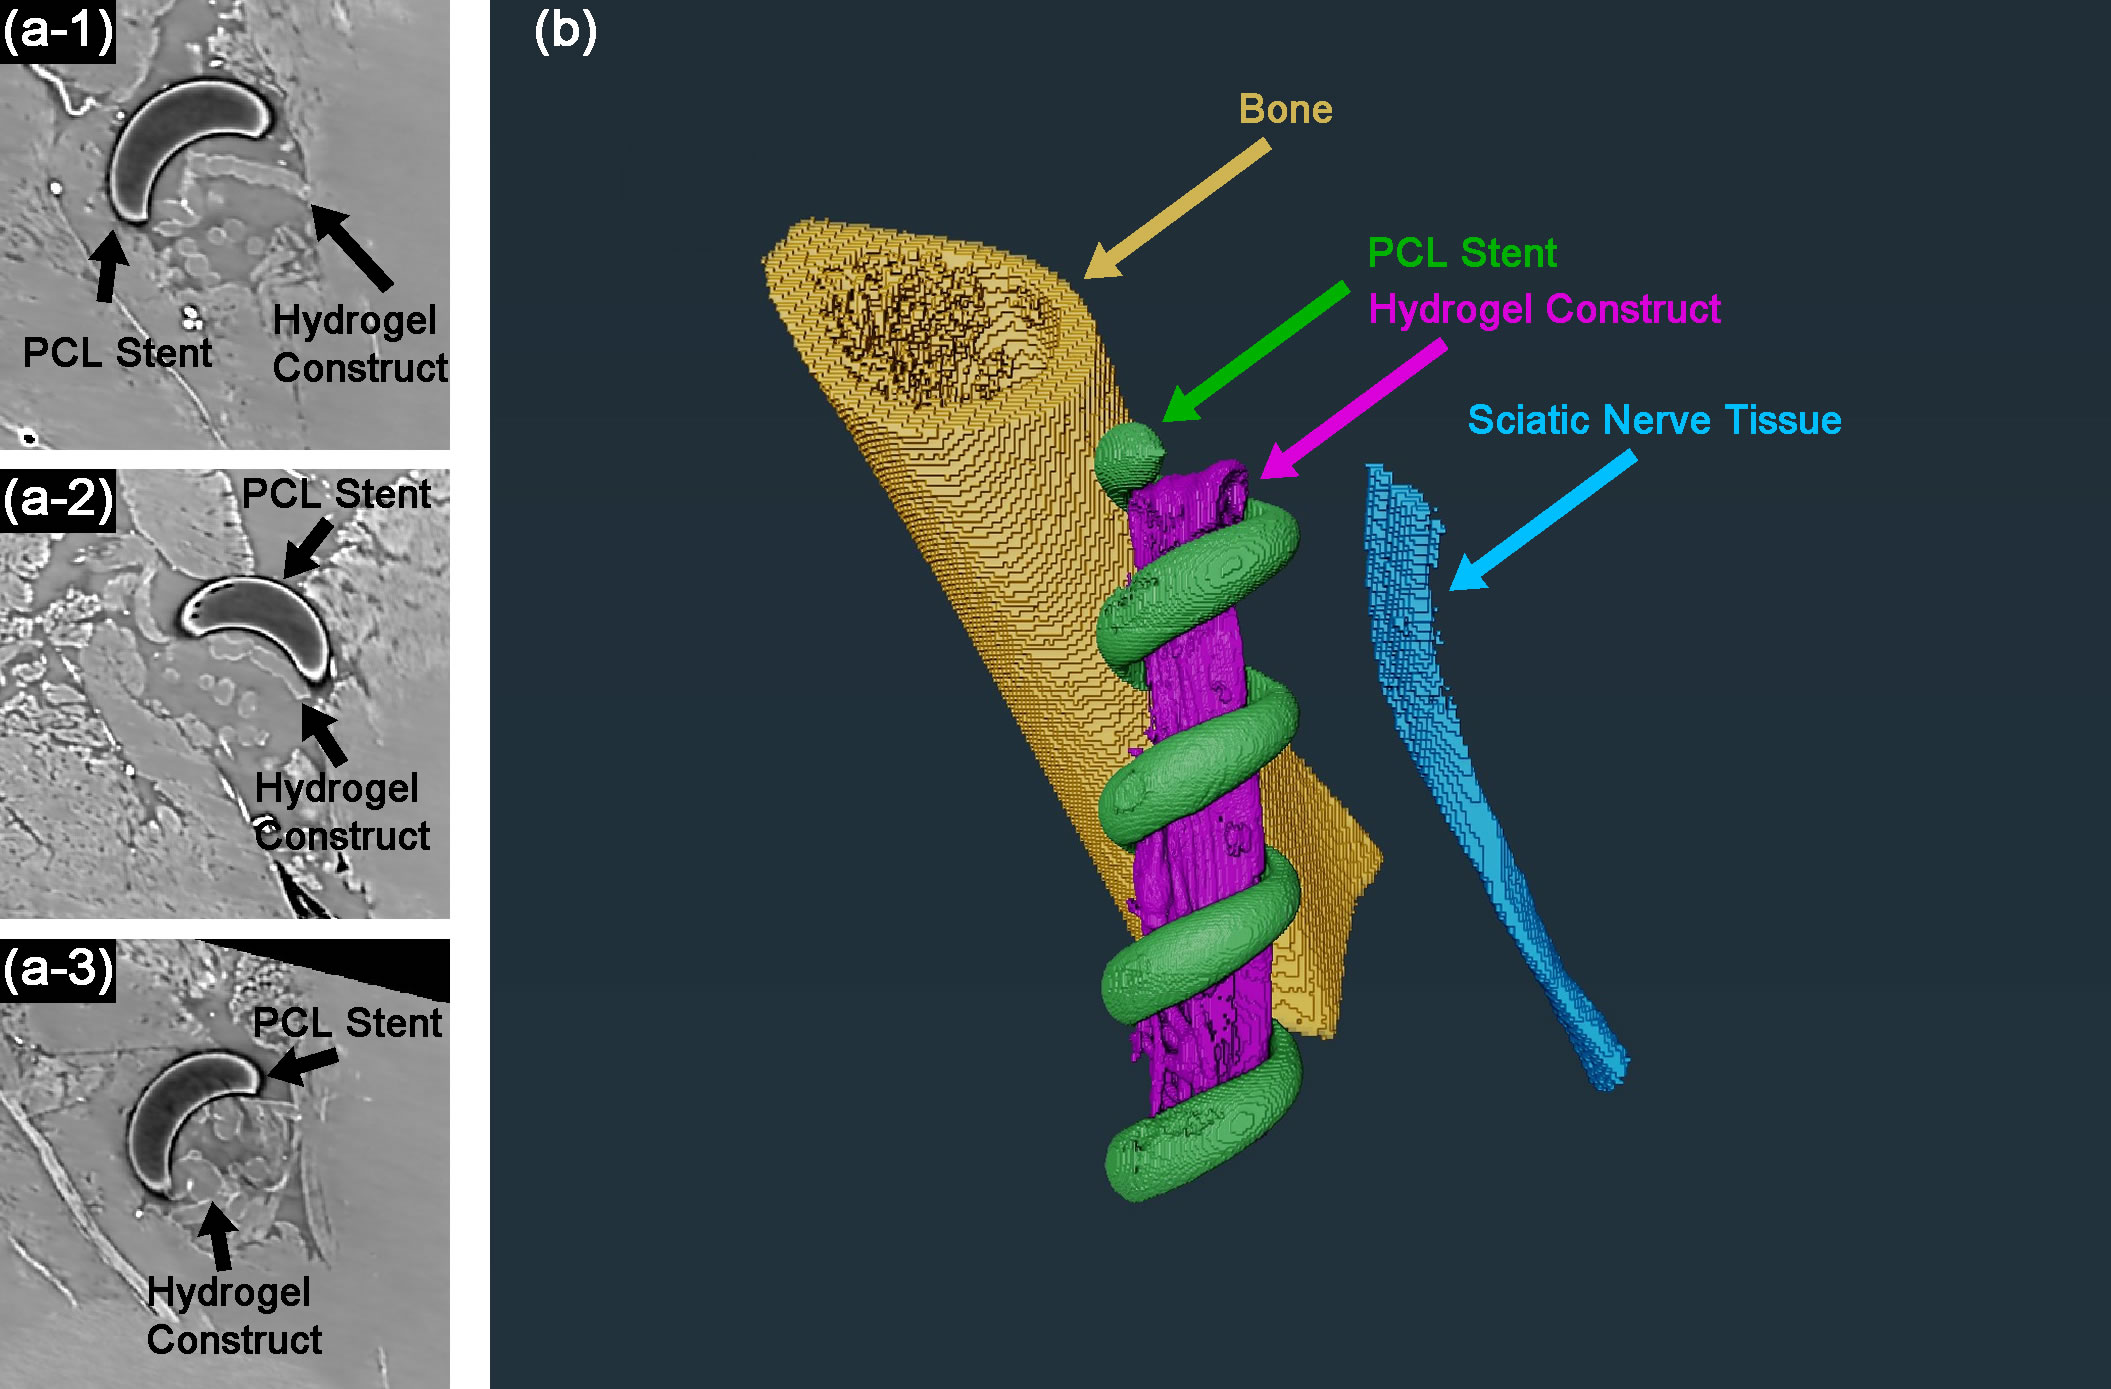 (a-1)
PCL Stent
Hydrogel
Construct
(a-2)
PCL Stent
Hydrogel
Construct
(a-3)
PCL Stent
Hydrogel
Construct
(b)
Bone
PCL Stent
Hydrogel Construct
Sciatic Nerve Tissue